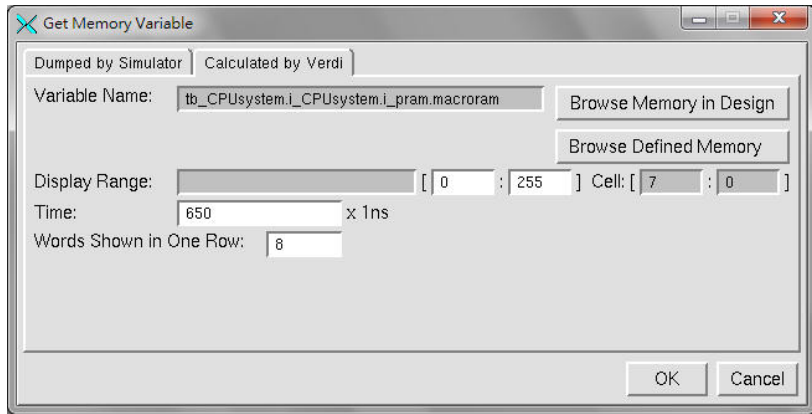 Get Memory Variable
Dumped by Simulator Calculated by Verdi
Variable Name: tb_CPUsystem.i_CPUsystem.i_pram.macroram Browse Memory in Design
Browse Defined Memory
Display Range: [ 0 : 255 ] Cell: [ 7 : 0 ]
Time: 650 x 1ns
Words Shown in One Row: 8
OK Cancel